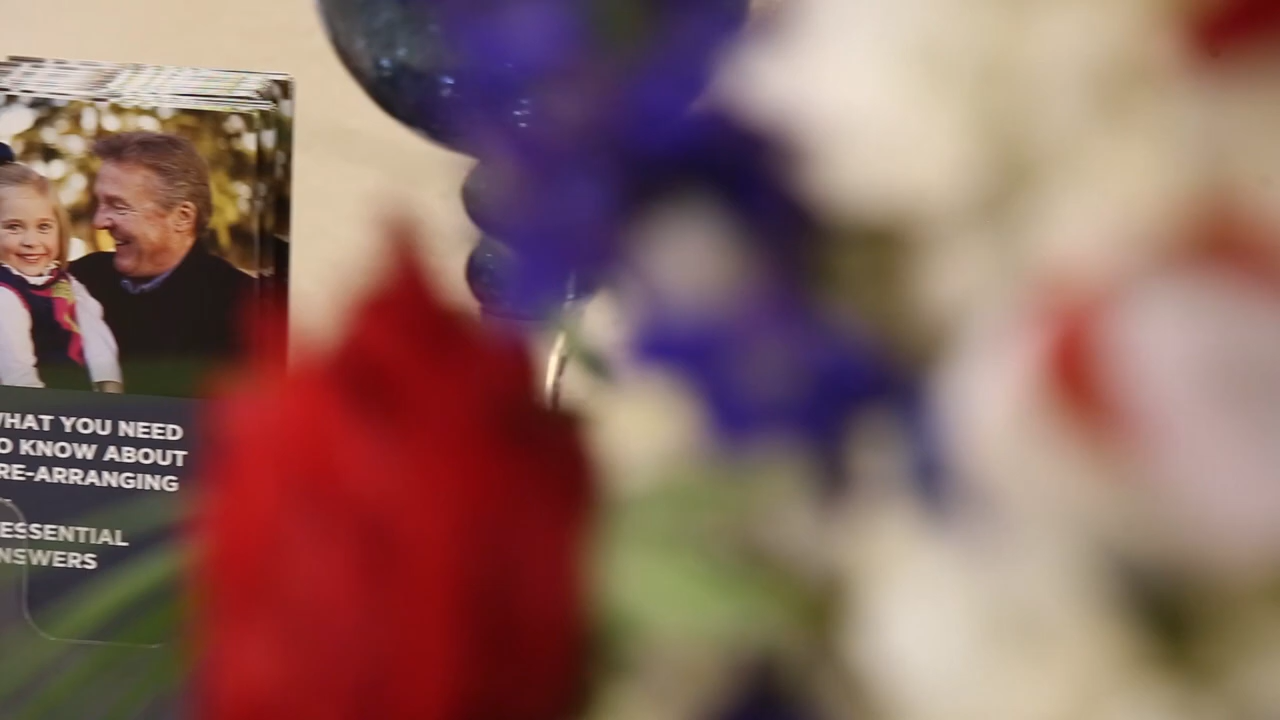 WHAT YOU NEED
O KNOW ABOUT
RE-ARRANGING
ESSENTIAL
NSWERS